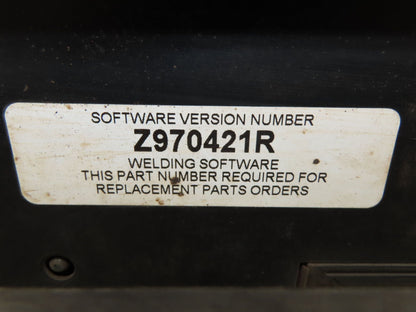 SOFTWARE VERSION NUMBER
Z970421R
WELDING SOFTWARE
THIS PART NUMBER REQUIRED FOR
REPLACEMENT PARTS ORDERS